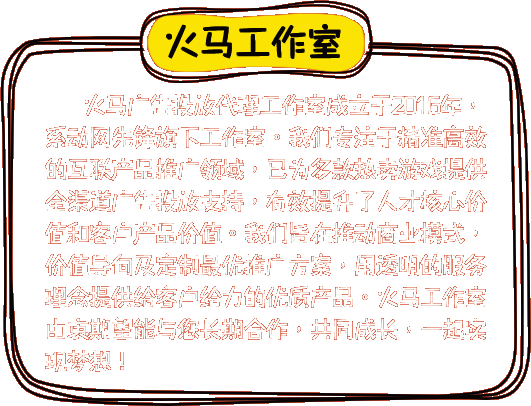 火马工作室
火马广告投放代理工作室成立于2016年，
系动网先锋旗下工作室。我们专注于精准高效
的互联产品推广领域，已为多款热卖游戏提供
全渠道广告投放支持，有效提升了人才核心价
值和客户产品价值。我们旨在推动商业模式，
价值导向及定制最优推广方案，用透明的服务
理念提供给客户给力的优质产品。火马工作室
由衷期望能与您长期合作，共同成长，一起实
现梦想！